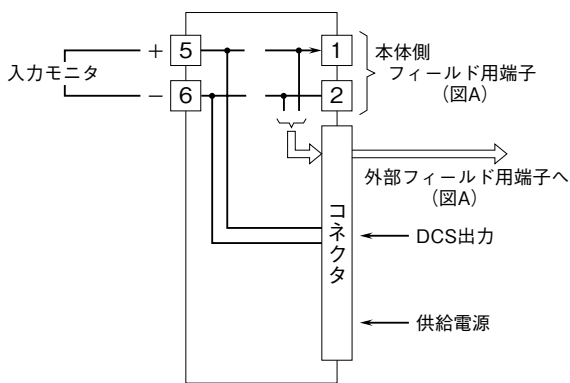 入力モニタ
+
5
−
6
1
2
本体側
フィールド用端子
(図A)
外部フィールド用端子へ
(図A)
コネクタ
DCS出力
供給電源